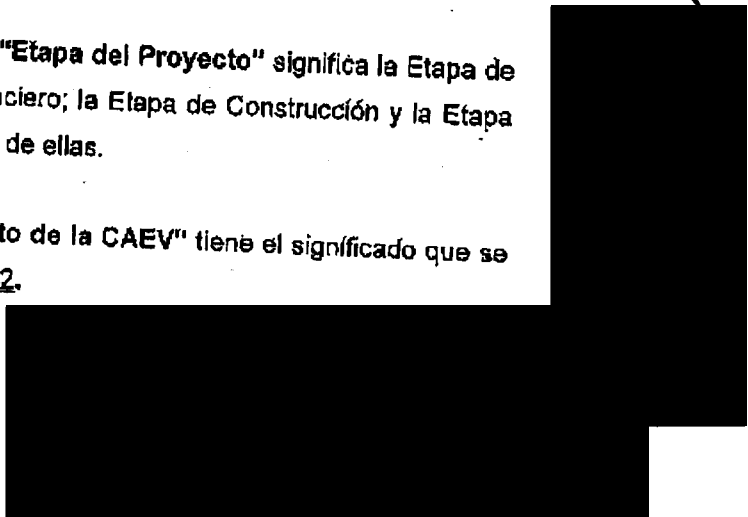 "Etapa del Proyecto" significa la Etapa de
ciero; la Etapa de Construcción y la Etapa
de ellas.
to de la CAEV" tiene el significado que se
2.